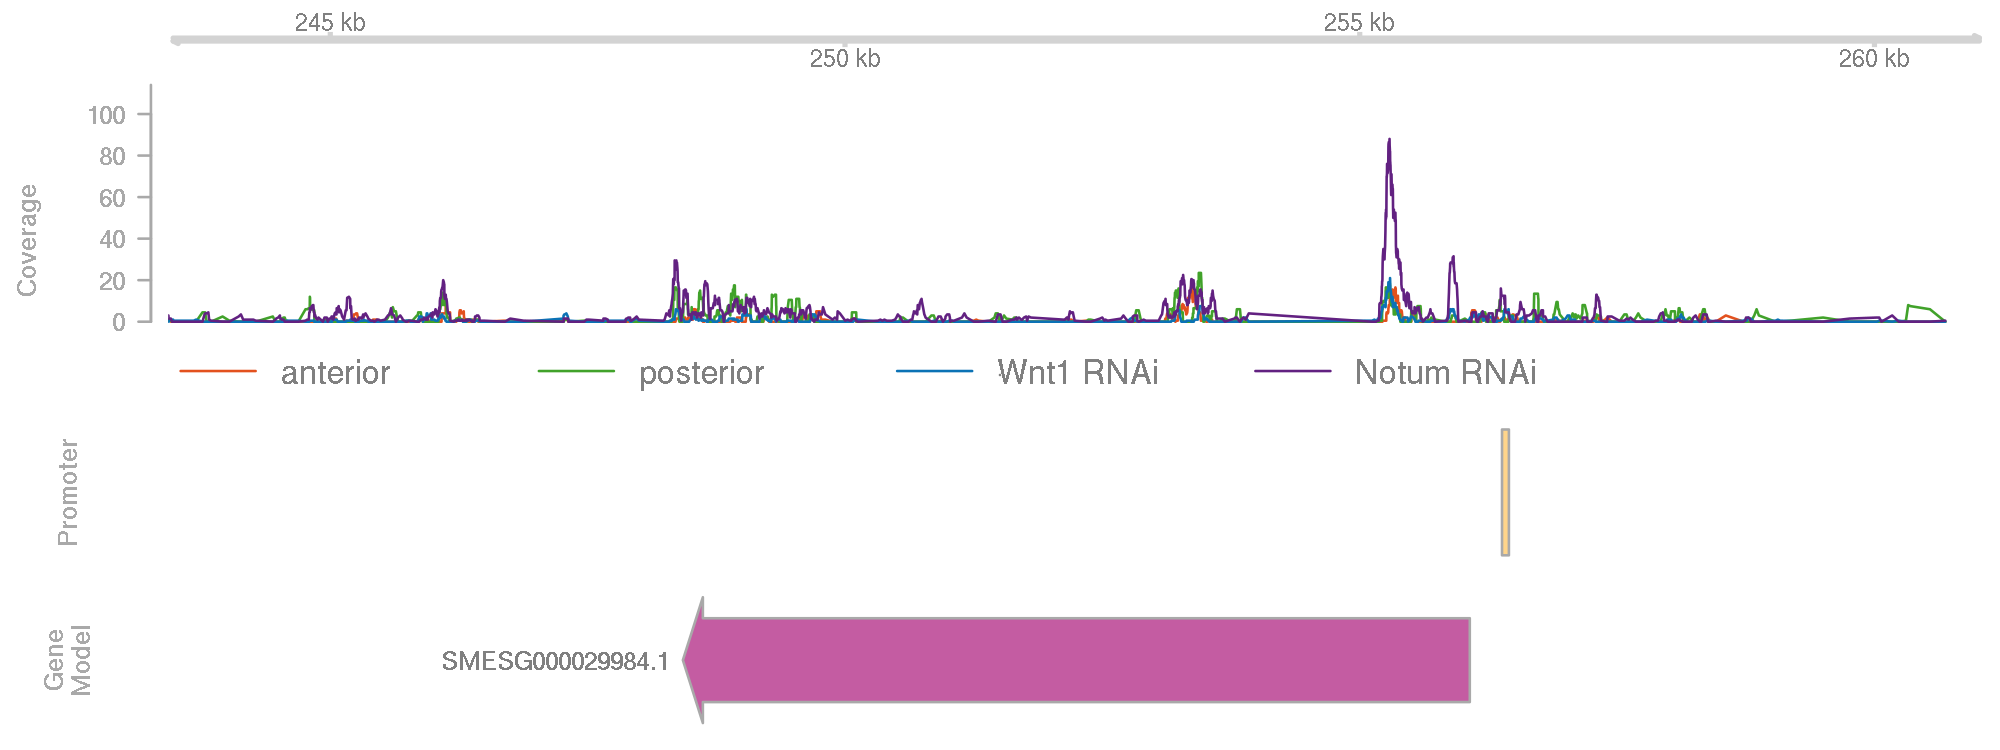 245 kb
255 kb
250 kb
260 kb
Coverage
100
80
60
40
20
0
anterior
posterior
Wnt1 RNAi
Notum RNAi
Promoter
Gene
Model
SMESG000029984.1